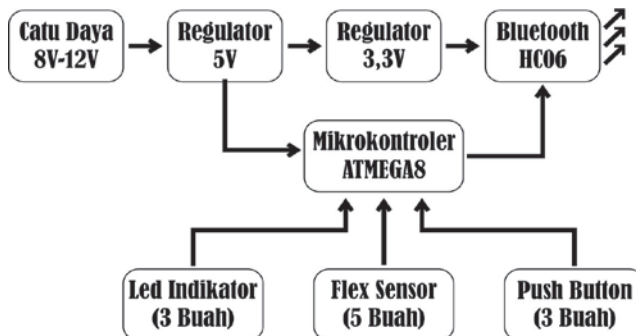 Catu Daya
8V-12V
Regulator
5V
Regulator
3,3V
Bluetooth
HC06
Mikrokontroler
ATMEGA8
Led Indikator
(3 Buah)
Flex Sensor
(5 Buah)
Push Button
(3 Buah)